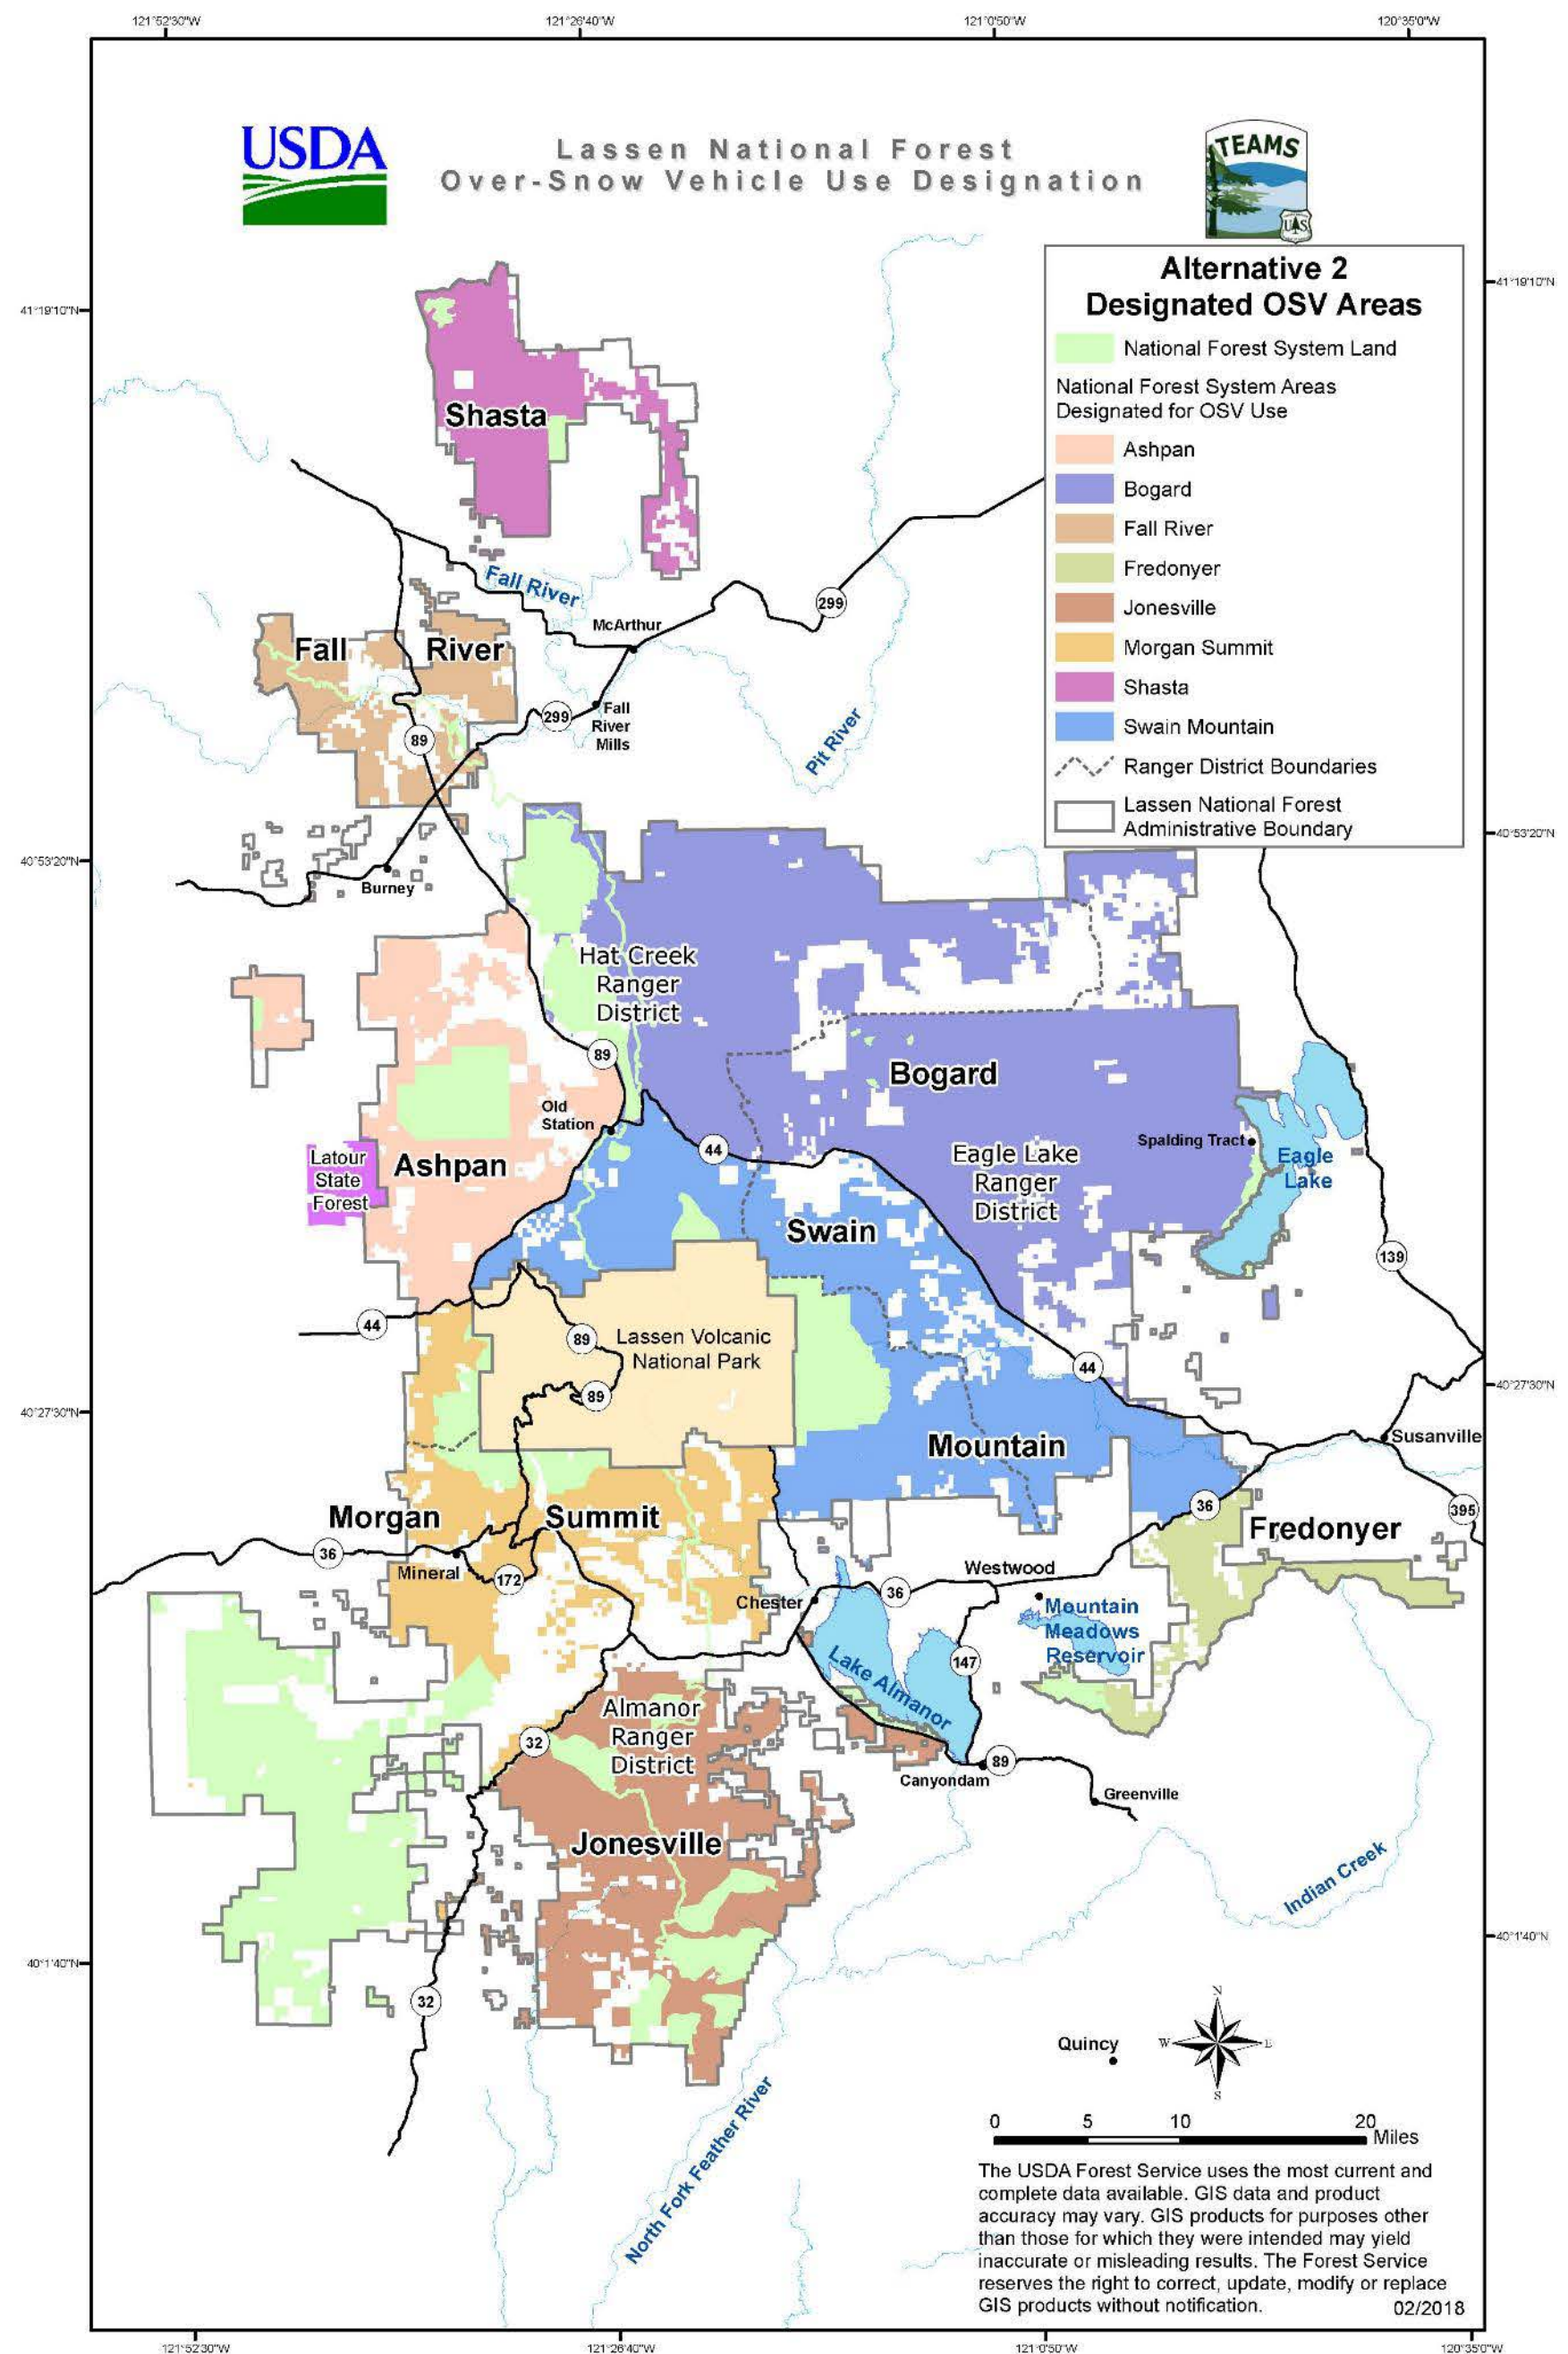 121°52'30"W
121°26'40"W
121°0'50"W
120°35'0"W
USDA
Lassen National Forest
Over-Snow Vehicle Use Designation
TEAMS
UAS
Alternative 2
Designated OSV Areas
National Forest System Land
National Forest System Areas
Designated for OSV Use
Ashpan
Bogard
Fall River
Fredonyer
Jonesville
Morgan Summit
Shasta
Swain Mountain
Ranger District Boundaries
Lassen National Forest
Administrative Boundary
41°19'10"N
41°19'10"N
Shasta
Fall River
McArthur
299
Fall River
299
Fall
River
Mills
89
Pit River
40°53'20"N
40°53'20"N
Burney
Hat Creek
Ranger
District
89
Bogard
Old
Station
44
Spalding Tract
Eagle Lake
Ranger
District
Eagle
Lake
Latour
State
Forest
Ashpan
Swain
139
44
89
Lassen Volcanic
National Park
89
44
40°27'30"N
40°27'30"N
Susanville
Mountain
Morgan Summit
36
395
Fredonyer
36
Mineral
172
Westwood
Chester
36
Mountain
Meadows
Reservoir
147
Lake Almanor
Almanor
Ranger
District
32
Canyondam
89
Greenville
Jonesville
Indian Creek
40°1'40"N
40°1'40"N
32
N
W
E
S
Quincy
North Fork Feather River
0 5 10 20
Miles
The USDA Forest Service uses the most current and
complete data available. GIS data and product
accuracy may vary. GIS products for purposes other
than those for which they were intended may yield
inaccurate or misleading results. The Forest Service
reserves the right to correct, update, modify or replace
GIS products without notification. 02/2018
121°52'30"W
121°26'40"W
121°0'50"W
120°35'0"W